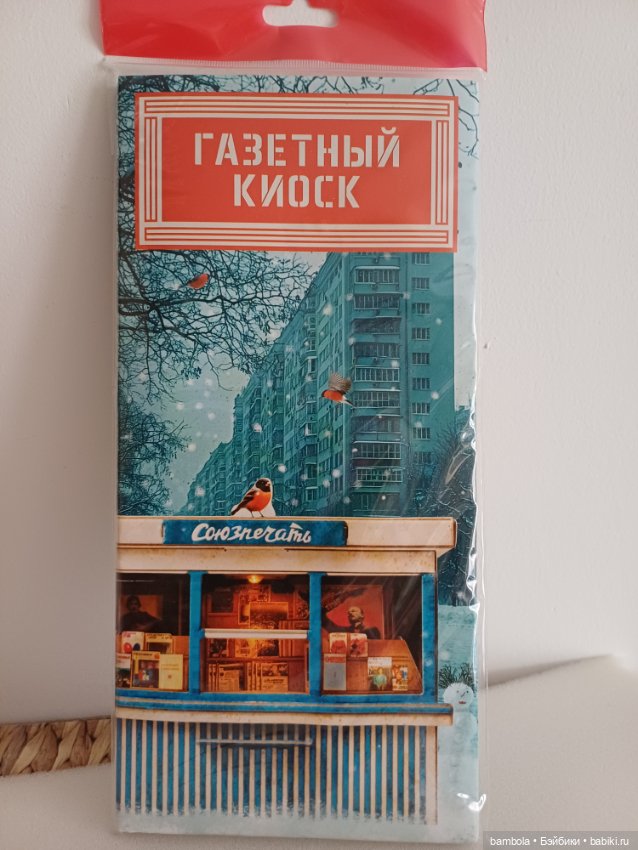 ГАЗЕТНЫЙ
КИОСК
Союзпечать
bambola • Бэйбики • babiki.ru